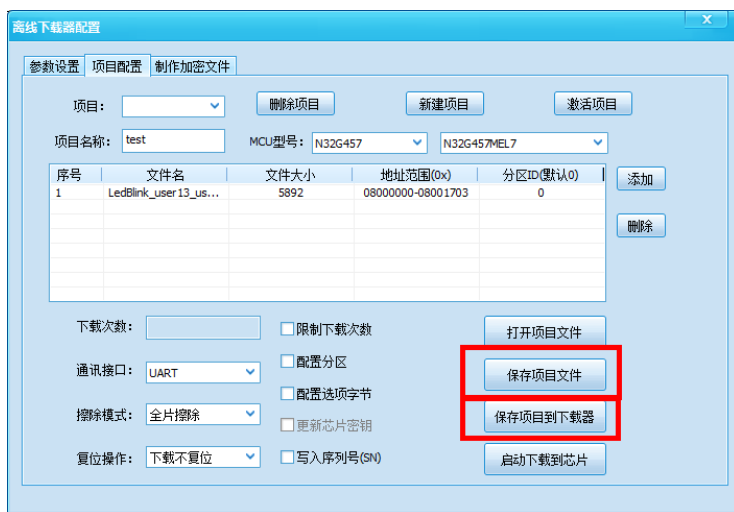 离线下载器配置
参数设置 项目配置 制作加密文件
项目： 删除项目 新建项目 激活项目
项目名称： test MCU型号： N32G457 N32G457MEL7
序号 文件名 文件大小 地址范围(0x) 分区ID(默认0) 添加
1 LedBlink_user13_us... 5892 08000000-08001703 0
删除
下载次数： 限制下载次数 打开项目文件
通讯接口： UART 配置分区 保存项目文件
配置选项字节
擦除模式： 全片擦除 更新芯片密钥 保存项目到下载器
复位操作： 下载不复位 写入序列号(SN) 启动下载到芯片